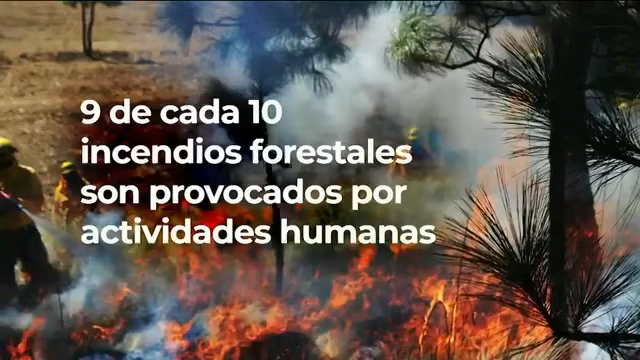 9 de cada 10
incendios forestales
son provocados por
actividades humanas